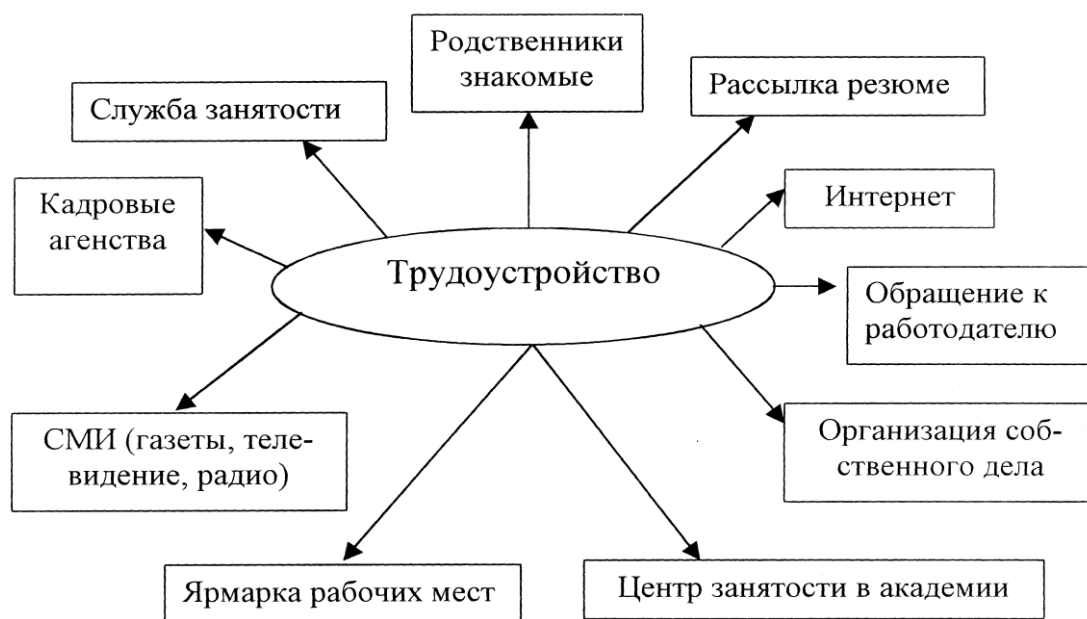 Родственники
знакомые
Рассылка резюме
Служба занятости
Интернет
Кадровые
агенства
Трудоустройство
Обращение к
работодателю
СМИ (газеты, теле-
видение, радио)
Организация соб-
ственного дела
Ярмарка рабочих мест
Центр занятости в академии